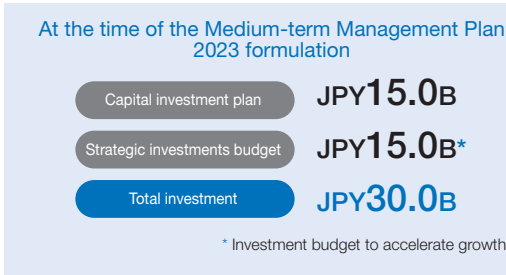 At the time of the Medium-term Management Plan
2023 formulation
Capital investment plan JPY15.0B
Strategic investments budget JPY15.0B*
Total investment JPY30.0B
* Investment budget to accelerate growth